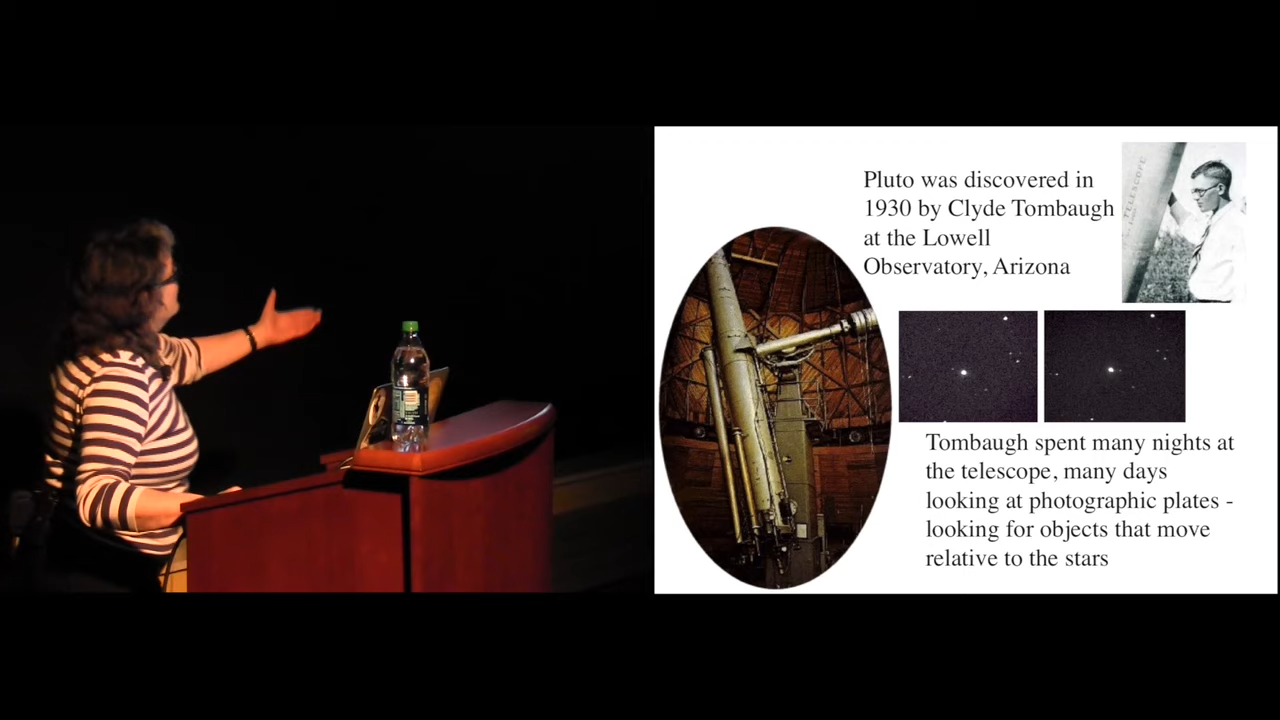 Pluto was discovered in
1930 by Clyde Tombaugh
at the Lowell
Observatory, Arizona
TELESCOPE
Tombaugh spent many nights at
the telescope, many days
looking at photographic plates -
looking for objects that move
relative to the stars